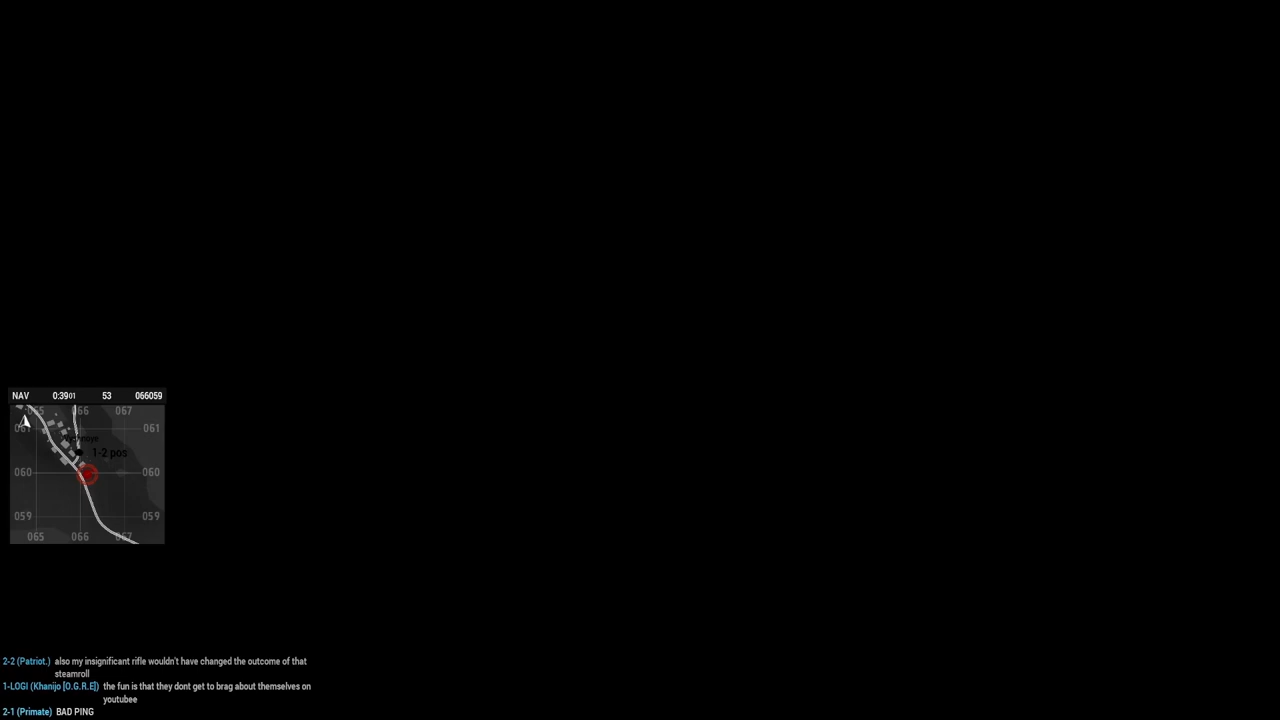 NAV 0:39 01 53 066059
065 066 067
061 061
1-2 pos
060 060
059 059
065 066 067
2-2 (Patriot.) also my insignificant rifle wouldn't have changed the outcome of that
steamroll
1-LOGI (Khanijo [O.G.R.E]) the fun is that they dont get to brag about themselves on
youtubee
2-1 (Primate) BAD PING